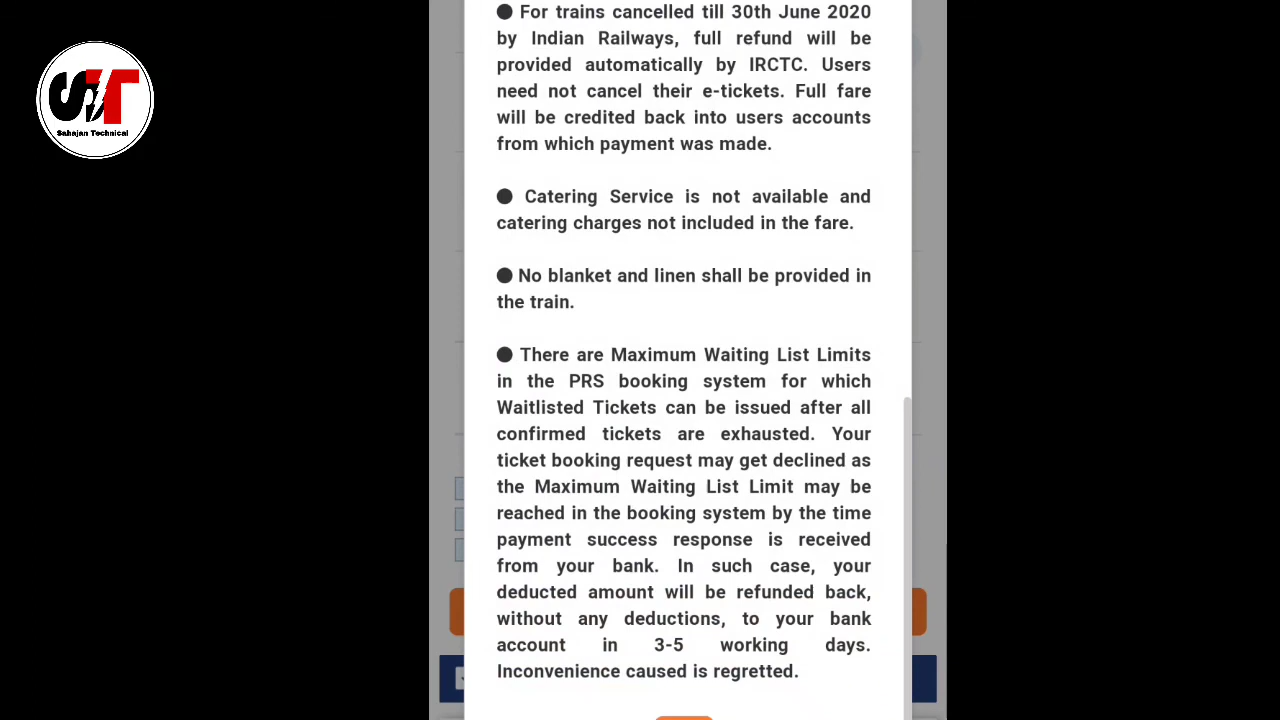 ST
Sahajan Technical
● For trains cancelled till 30th June 2020
by Indian Railways, full refund will be
provided automatically by IRCTC. Users
need not cancel their e-tickets. Full fare
will be credited back into users accounts
from which payment was made.
● Catering Service is not available and
catering charges not included in the fare.
● No blanket and linen shall be provided in
the train.
● There are Maximum Waiting List Limits
in the PRS booking system for which
Waitlisted Tickets can be issued after all
confirmed tickets are exhausted. Your
ticket booking request may get declined as
the Maximum Waiting List Limit may be
reached in the booking system by the time
payment success response is received
from your bank. In such case, your
deducted amount will be refunded back,
without any deductions, to your bank
account in 3-5 working days.
Inconvenience caused is regretted.